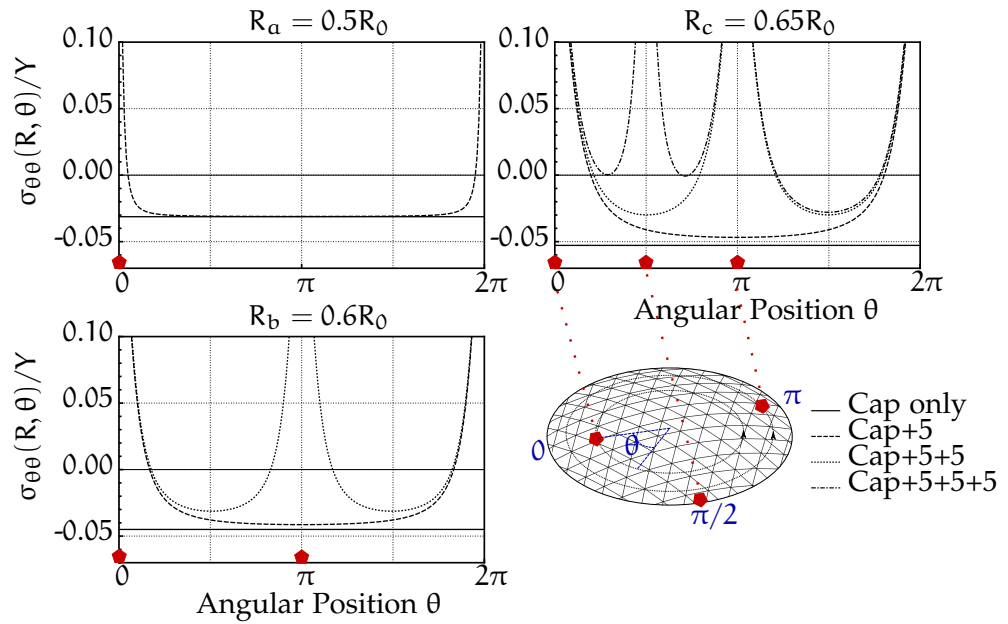 R_a = 0.5R_0
0.10
0.05
0.00
-0.05
σ_θθ(R, θ)/Y
0
π
2π
R_c = 0.65R_0
0.10
0.05
0.00
-0.05
0
π
2π
Angular Position θ
R_b = 0.6R_0
0.10
0.05
0.00
-0.05
σ_θθ(R, θ)/Y
0
π
2π
Angular Position θ
0
θ
π
π/2
Cap only
Cap+5
Cap+5+5
Cap+5+5+5